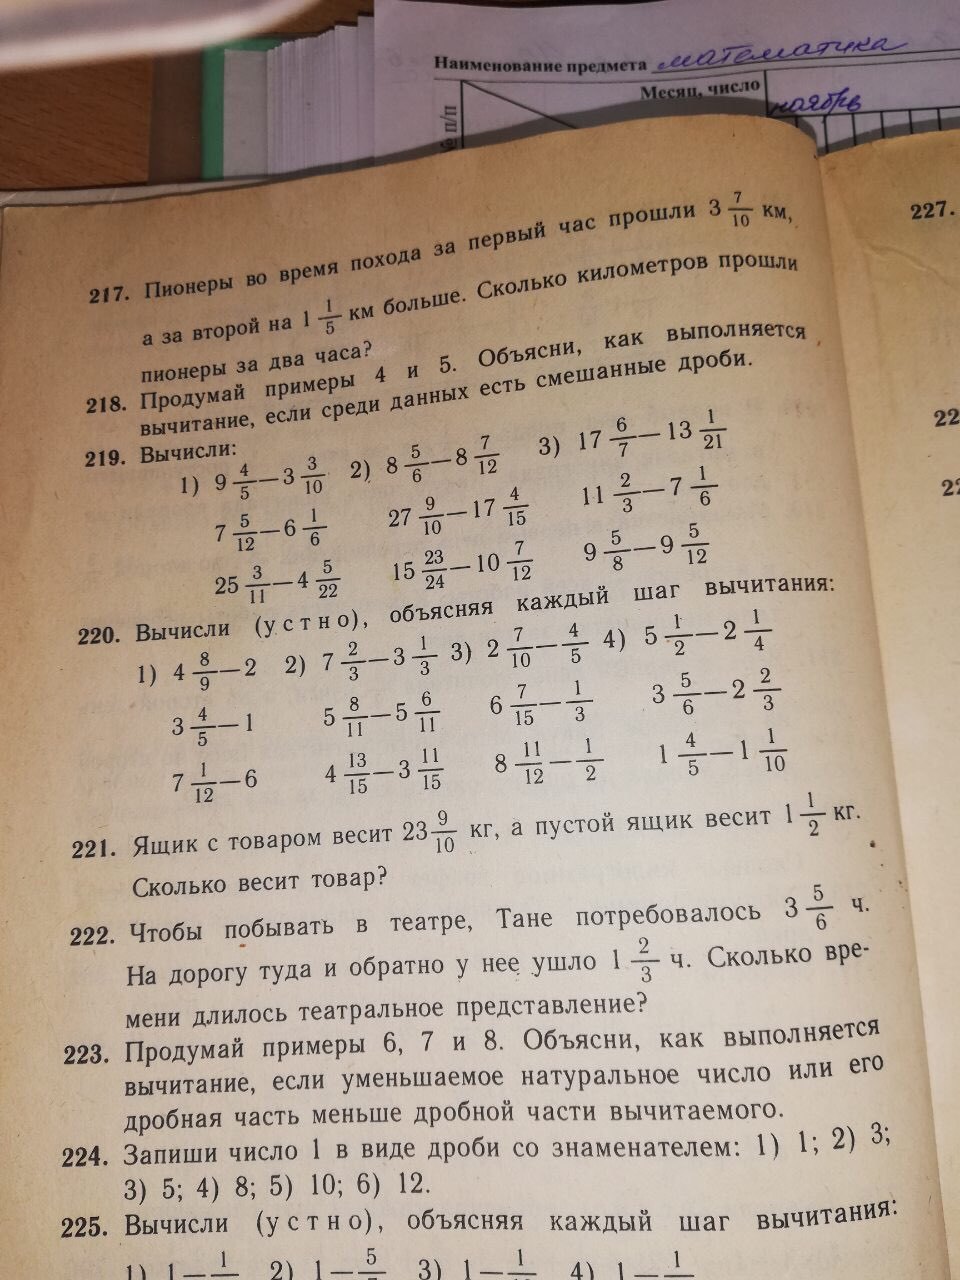 Наименование предмета математика
Месяц, число
ноябрь
№ п/п
227.
217. Пионеры во время похода за первый час прошли 3 7/10 км,
а за второй на 1 1/5 км больше. Сколько километров прошли
пионеры за два часа?
218. Продумай примеры 4 и 5. Объясни, как выполняется
вычитание, если среди данных есть смешанные дроби.
219. Вычисли:
1) 9 4/5 — 3 3/10 2) 8 5/6 — 8 7/12 3) 17 6/7 — 13 1/21
7 5/12 — 6 1/6 27 9/10 — 17 4/15 11 2/3 — 7 1/6
25 3/11 — 4 5/22 15 23/24 — 10 7/12 9 5/8 — 9 5/12
220. Вычисли (устно), объясняя каждый шаг вычитания:
1) 4 8/9 — 2 2) 7 2/3 — 3 1/3 3) 2 7/10 — 4/5 4) 5 1/2 — 2 1/4
3 4/5 — 1 5 8/11 — 5 6/11 6 7/15 — 1/3 3 5/6 — 2 2/3
7 1/12 — 6 4 13/15 — 3 11/15 8 11/12 — 1/2 1 4/5 — 1 1/10
221. Ящик с товаром весит 23 9/10 кг, а пустой ящик весит 1 1/2 кг.
Сколько весит товар?
222. Чтобы побывать в театре, Тане потребовалось 3 5/6 ч.
На дорогу туда и обратно у нее ушло 1 2/3 ч. Сколько вре-
мени длилось театральное представление?
223. Продумай примеры 6, 7 и 8. Объясни, как выполняется
вычитание, если уменьшаемое натуральное число или его
дробная часть меньше дробной части вычитаемого.
224. Запиши число 1 в виде дроби со знаменателем: 1) 1; 2) 3;
3) 5; 4) 8; 5) 10; 6) 12.
225. Вычисли (устно), объясняя каждый шаг вычитания:
1) 1 — 2) 1 — 3) 1 — 4) 1 —